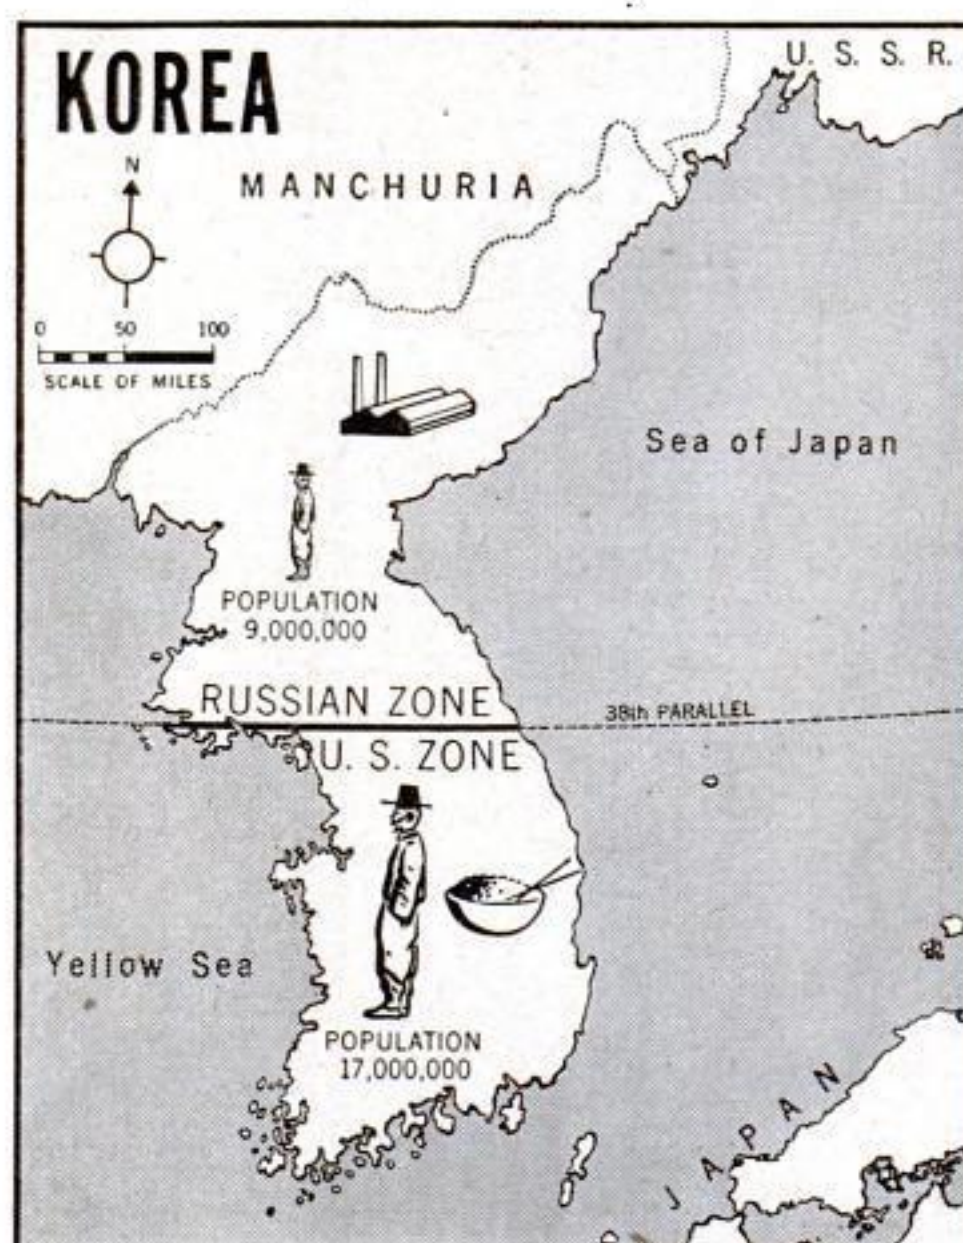 KOREA
U. S. S. R.
N
MANCHURIA
0 50 100
SCALE OF MILES
Sea of Japan
POPULATION
9,000,000
RUSSIAN ZONE
38th PARALLEL
U. S. ZONE
Yellow Sea
POPULATION
17,000,000
JAPAN